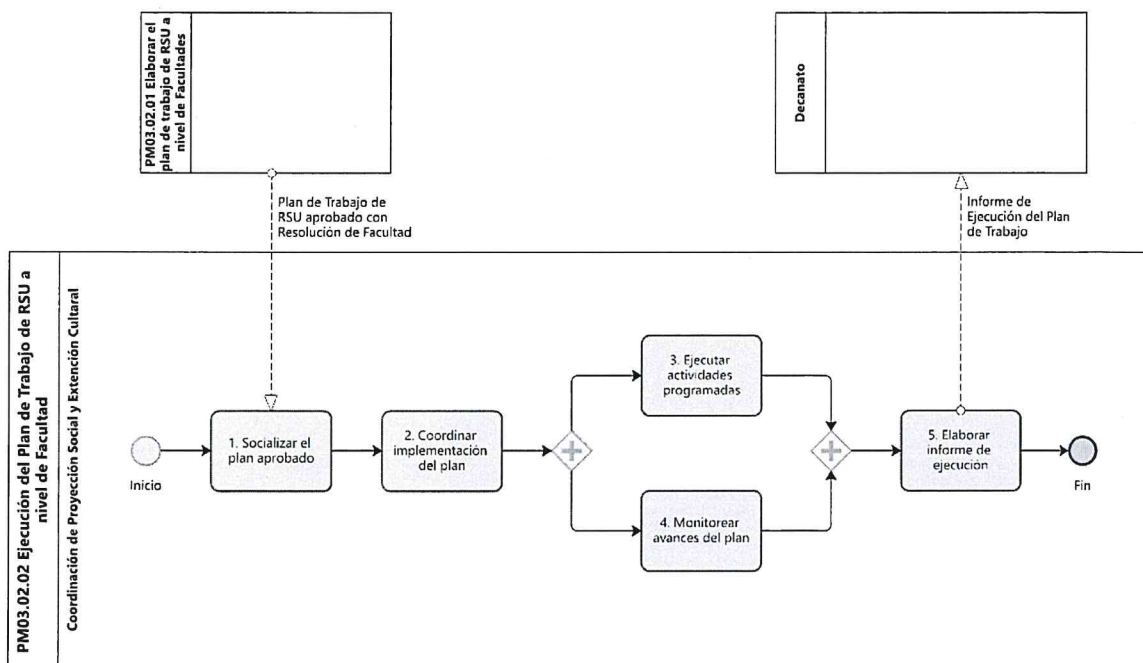 PM03.02.01 Elaborar el
plan de trabajo de RSU a
nivel de Facultades
Decanato
Plan de Trabajo de
RSU aprobado con
Resolución de Facultad
Informe de
Ejecución del Plan
de Trabajo
PM03.02.02 Ejecución del Plan de Trabajo de RSU a
nivel de Facultad
Coordinación de Proyección Social y Extención Cultaral
Inicio
1. Socializar el
plan aprobado
2. Coordinar
implementación
del plan
3. Ejecutar
actividades
programadas
4. Monitorear
avances del plan
5. Elaborar
informe de
ejecución
Fin